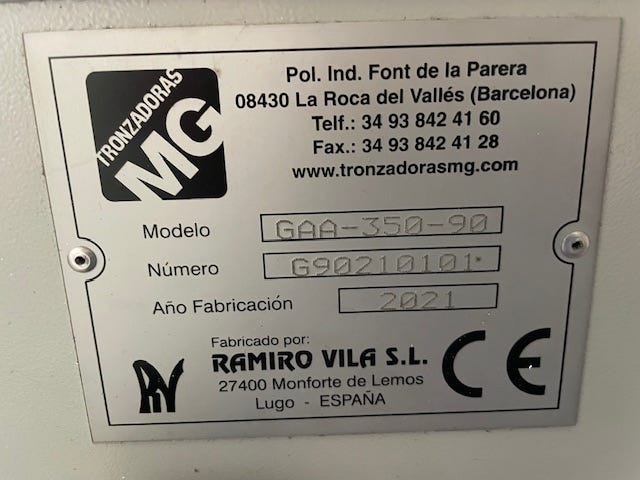 TRONZADORAS
MG
Pol. Ind. Font de la Parera
08430 La Roca del Vallés (Barcelona)
Telf.: 34 93 842 41 60
Fax.: 34 93 842 41 28
www.tronzadorasmg.com
Modelo GAA-350-90
Número G90210101
Año Fabricación 2021
Fabricado por:
RAMIRO VILA S.L.
27400 Monforte de Lemos
Lugo - ESPAÑA
RV
CE